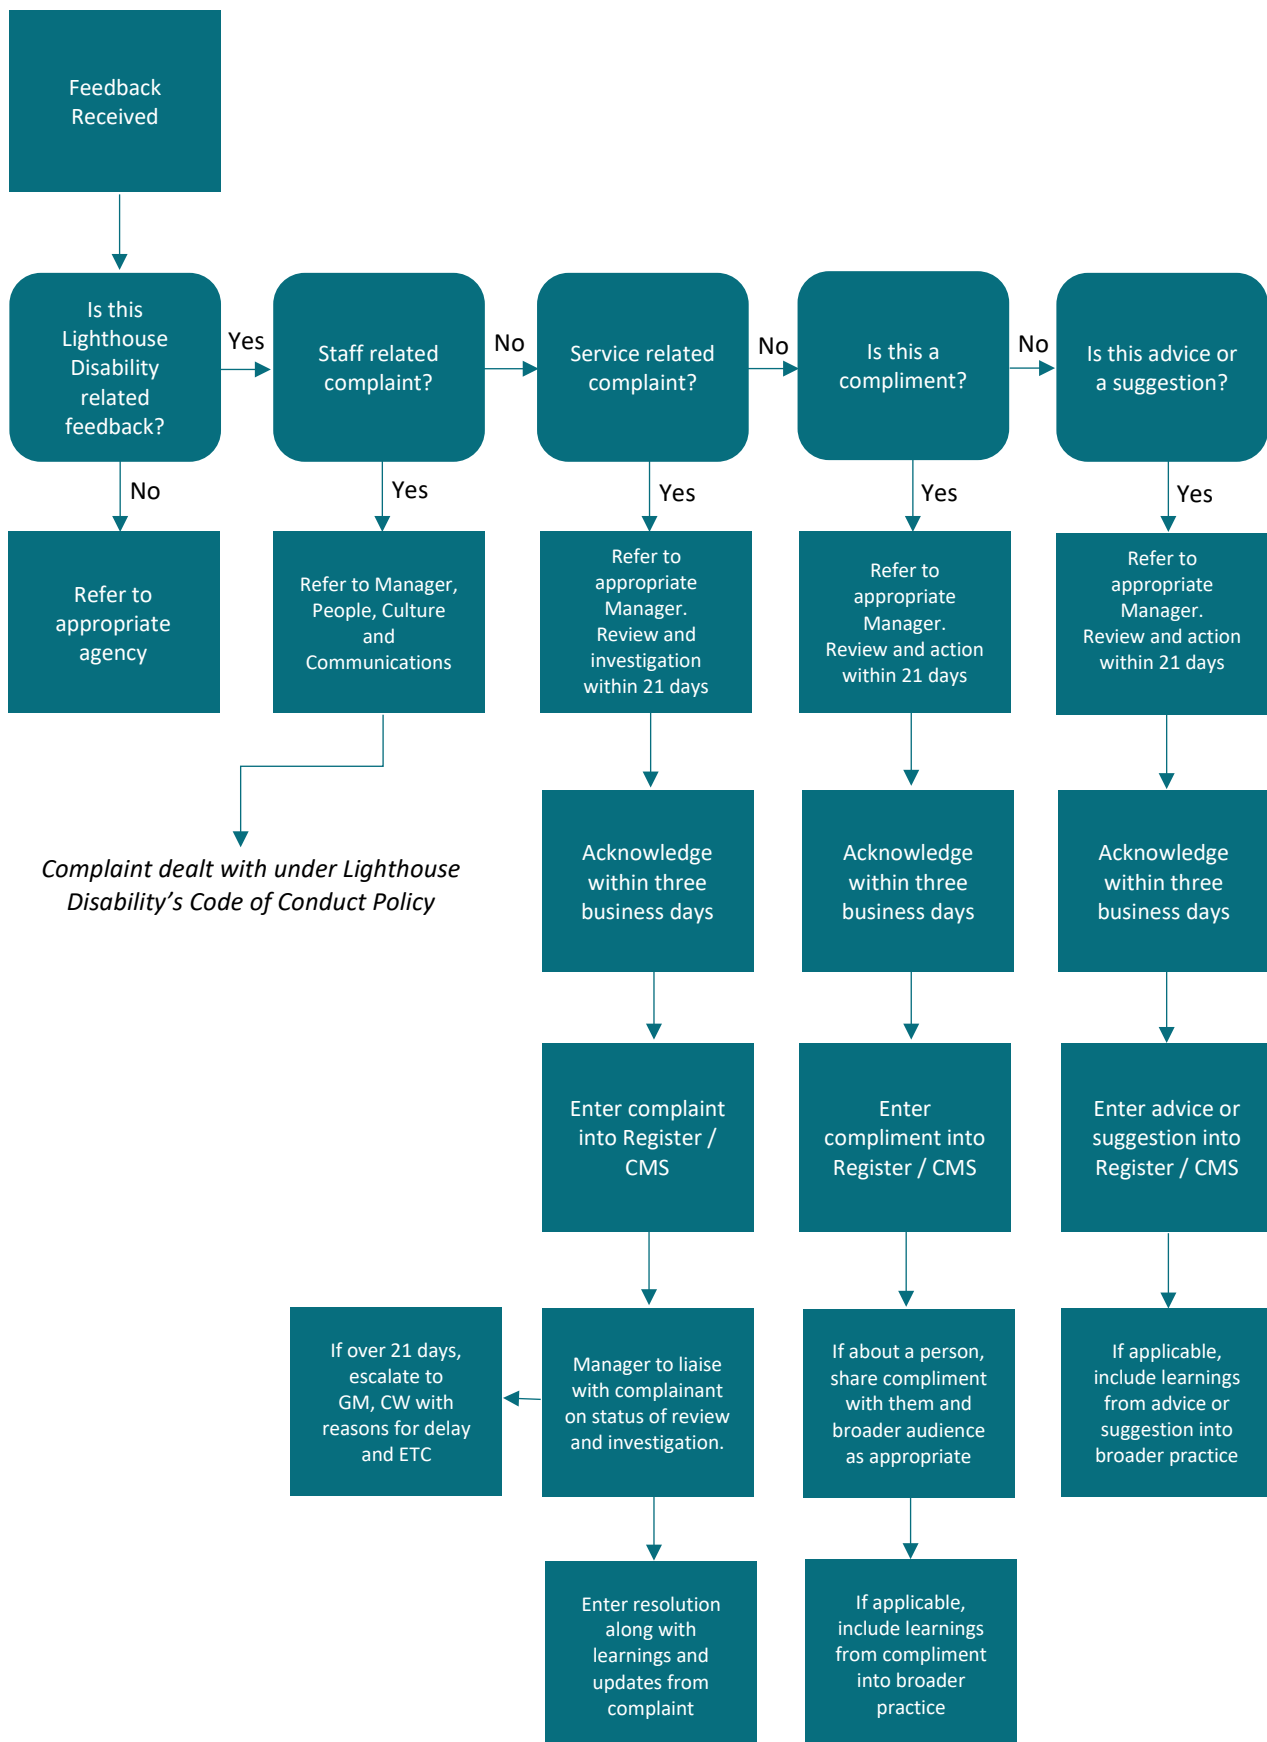 Feedback
Received
Is this
Lighthouse
Disability
related
feedback?
Yes
Staff related
complaint?
No
Service related
complaint?
No
Is this a
compliment?
No
Is this advice or
a suggestion?
No
Yes
Yes
Yes
Yes
Refer to
appropriate
agency
Refer to Manager,
People, Culture
and
Communications
Refer to
appropriate
Manager.
Review and
investigation
within 21 days
Refer to
appropriate
Manager.
Review and action
within 21 days
Refer to
appropriate
Manager.
Review and action
within 21 days
Complaint dealt with under Lighthouse
Disability’s Code of Conduct Policy
Acknowledge
within three
business days
Acknowledge
within three
business days
Acknowledge
within three
business days
Enter complaint
into Register /
CMS
Enter
compliment into
Register / CMS
Enter advice or
suggestion into
Register / CMS
If over 21 days,
escalate to
GM, CW with
reasons for delay
and ETC
Manager to liaise
with complainant
on status of review
and investigation.
If about a person,
share compliment
with them and
broader audience
as appropriate
If applicable,
include learnings
from advice or
suggestion into
broader practice
Enter resolution
along with
learnings and
updates from
complaint
If applicable,
include learnings
from compliment
into broader
practice